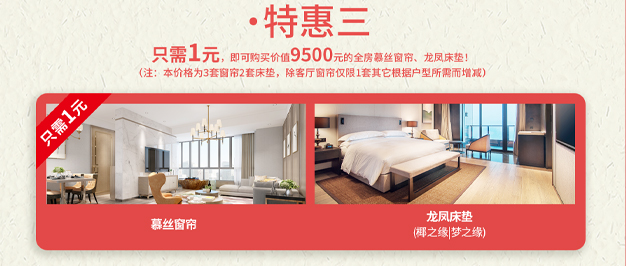 ·特惠三
只需1元，即可购买价值9500元的全房慕丝窗帘、龙凤床垫！
（注：本价格为3套窗帘2套床垫，除客厅窗帘仅限1套其它根据户型所需而增减）
只需1元
慕丝窗帘
龙凤床垫
(椰之缘|梦之缘)